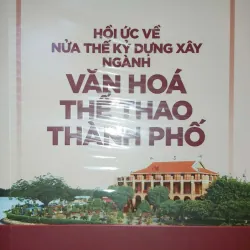 HỒI ỨC VỀ
NỬA THẾ KỶ DỰNG XÂY
NGÀNH
VĂN HOÁ
THỂ THAO
THÀNH PHỐ